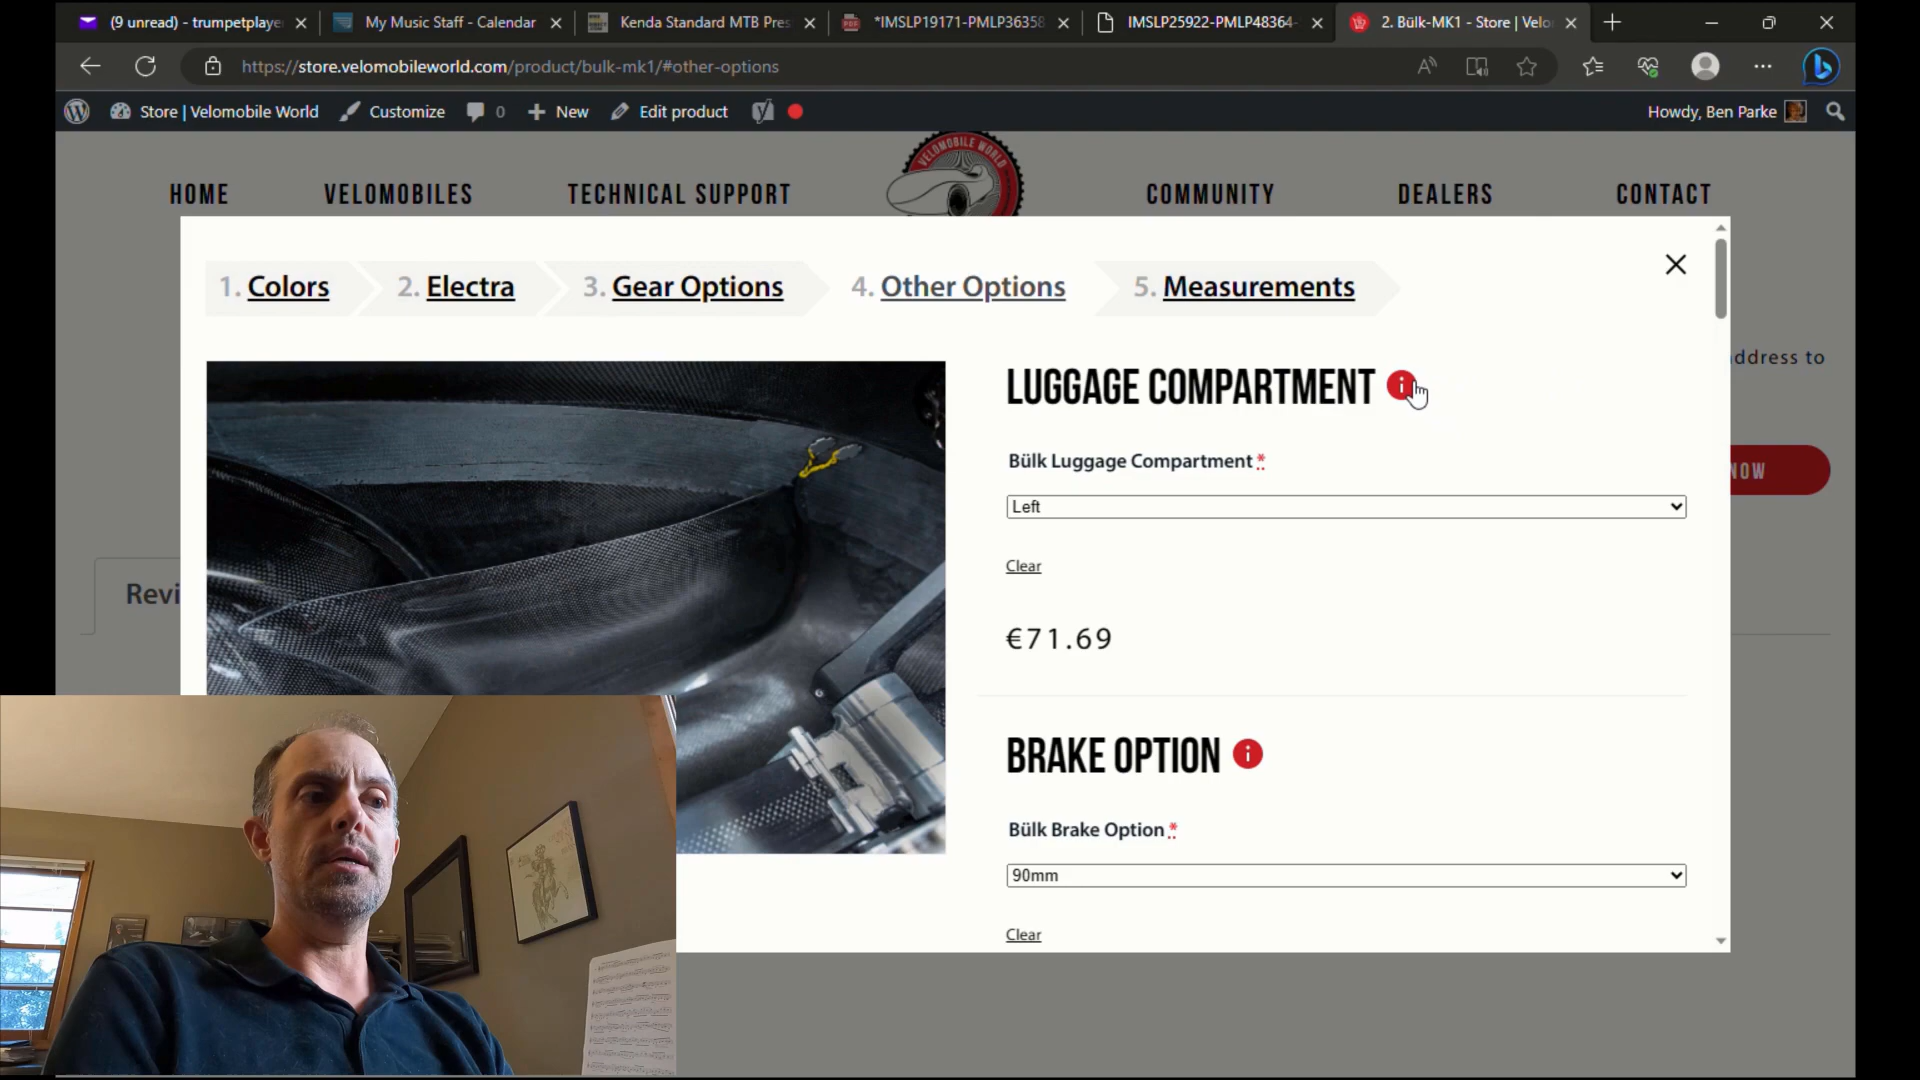 (9 unread) - trumpetplaye
My Music Staff - Calendar
Kenda Standard MTB Pres
*IMSLP19171-PMLP36358
IMSLP25922-PMLP48364-
2. Bülk-MK1 - Store | Velo
https://store.velomobileworld.com/product/bulk-mk1/#other-options
Store | Velomobile World
Customize
0
New
Edit product
Howdy, Ben Parke
VELOMOBILE WORLD
HOME
VELOMOBILES
TECHNICAL SUPPORT
COMMUNITY
DEALERS
CONTACT
1. Colors
2. Electra
3. Gear Options
4. Other Options
5. Measurements
ddress to
LUGGAGE COMPARTMENT i
Bülk Luggage Compartment *
NOW
Left
Clear
Revi
€71.69
BRAKE OPTION i
Bülk Brake Option *
90mm
Clear